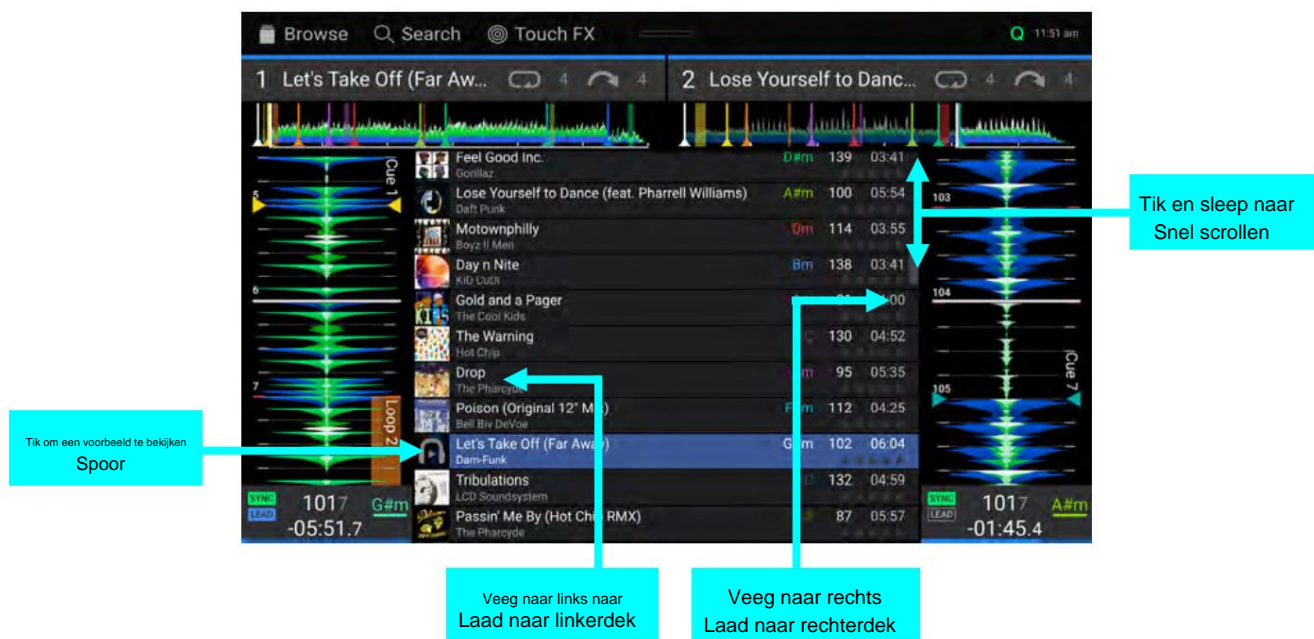 Browse Search Touch FX Q 11:51 am
1 Let's Take Off (Far Aw... 4 4
2 Lose Yourself to Danc... 4 4
Cue 1
5
6
7
Loop 2
Feel Good Inc. D#m 139 03:41
Gorillaz
Lose Yourself to Dance (feat. Pharrell Williams) A#m 100 05:54
Daft Punk
Motownphilly Dm 114 03:55
Boyz II Men
Day n Nite Bm 138 03:41
KiD CuDi
Gold and a Pager :00
The Cool Kids
The Warning 130 04:52
Hot Chip
Drop m 95 05:35
The Pharcyde
Poison (Original 12" M )
F m 112 04:25
Bell Biv DeVoe
Let's Take Off (Far Away) G m 102 06:04
Dam-Funk
Tribulations 132 04:59
LCD Soundsystem
Passin' Me By (Hot Chip RMX) 87 05:57
The Pharcyde
103
104
105
Cue 7
SYNC
LEAD
1017 G#m
-05:51.7
SYNC
LEAD
1017 A#m
-01:45.4
Tik en sleep naar
Snel scrollen
Tik om een voorbeeld te bekijken
Spoor
Veeg naar links naar
Laad naar linkerdek
Veeg naar rechts
Laad naar rechterdek